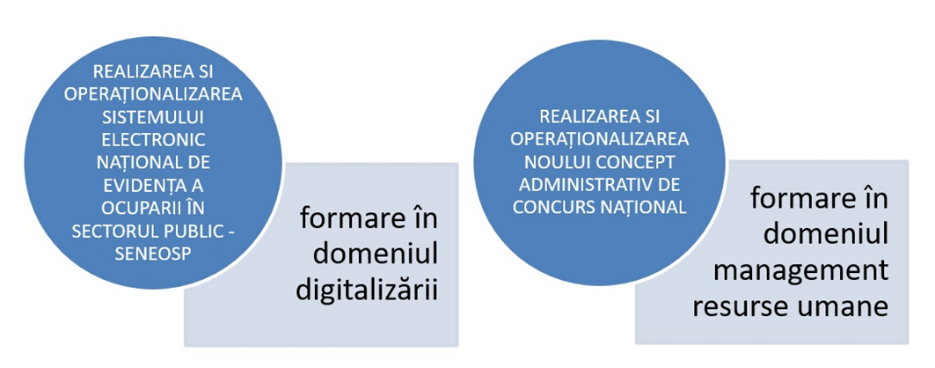 REALIZAREA SI
OPERAȚIONALIZAREA
SISTEMULUI
ELECTRONIC
NAȚIONAL DE
EVIDENȚA A
OCUPARII ÎN
SECTORUL PUBLIC -
SENEOSP
formare în
domeniul
digitalizării
REALIZAREA SI
OPERAȚIONALIZAREA
NOULUI CONCEPT
ADMINISTRATIV DE
CONCURS NAȚIONAL
formare în
domeniul
management
resurse umane